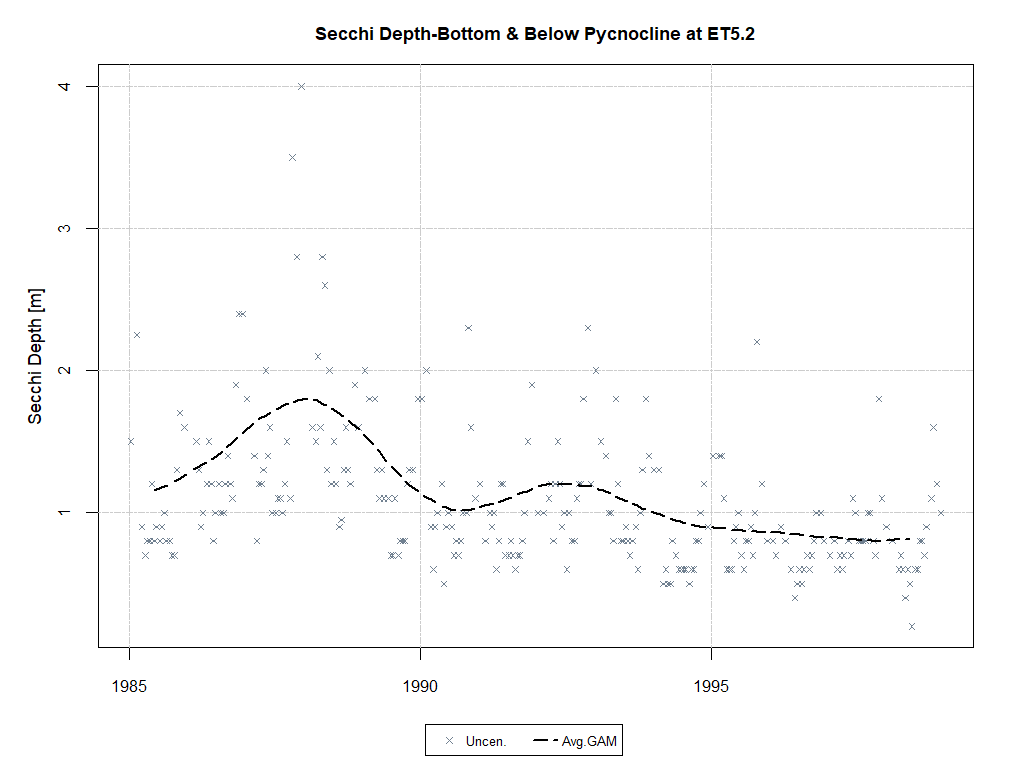 Secchi Depth-Bottom & Below Pycnocline at ET5.2
Secchi Depth [m]
4
3
2
1
1985
1990
1995
Uncen.
Avg.GAM